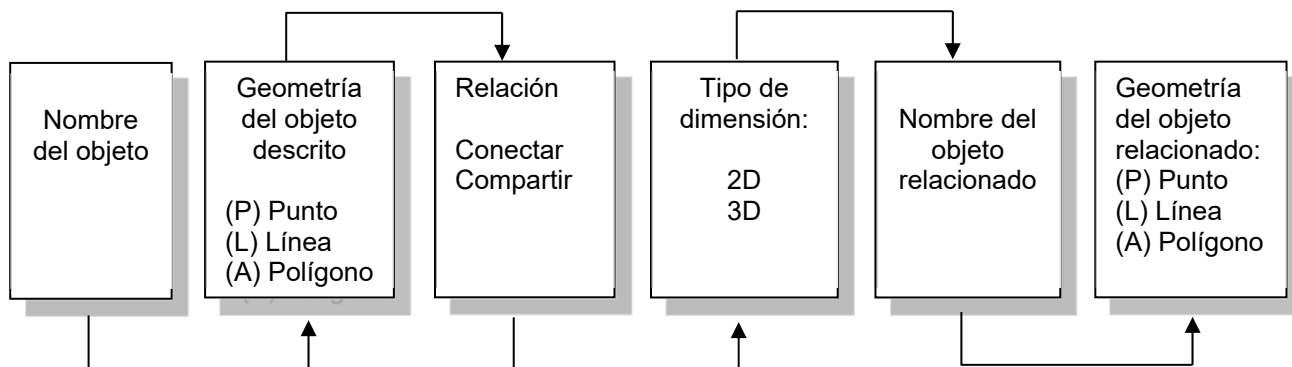 Nombre
del objeto
Geometría
del objeto
descrito
(P) Punto
(L) Línea
(A) Polígono
Relación
Conectar
Compartir
Tipo de
dimensión:
2D
3D
Nombre del
objeto
relacionado
Geometría
del objeto
relacionado:
(P) Punto
(L) Línea
(A) Polígono